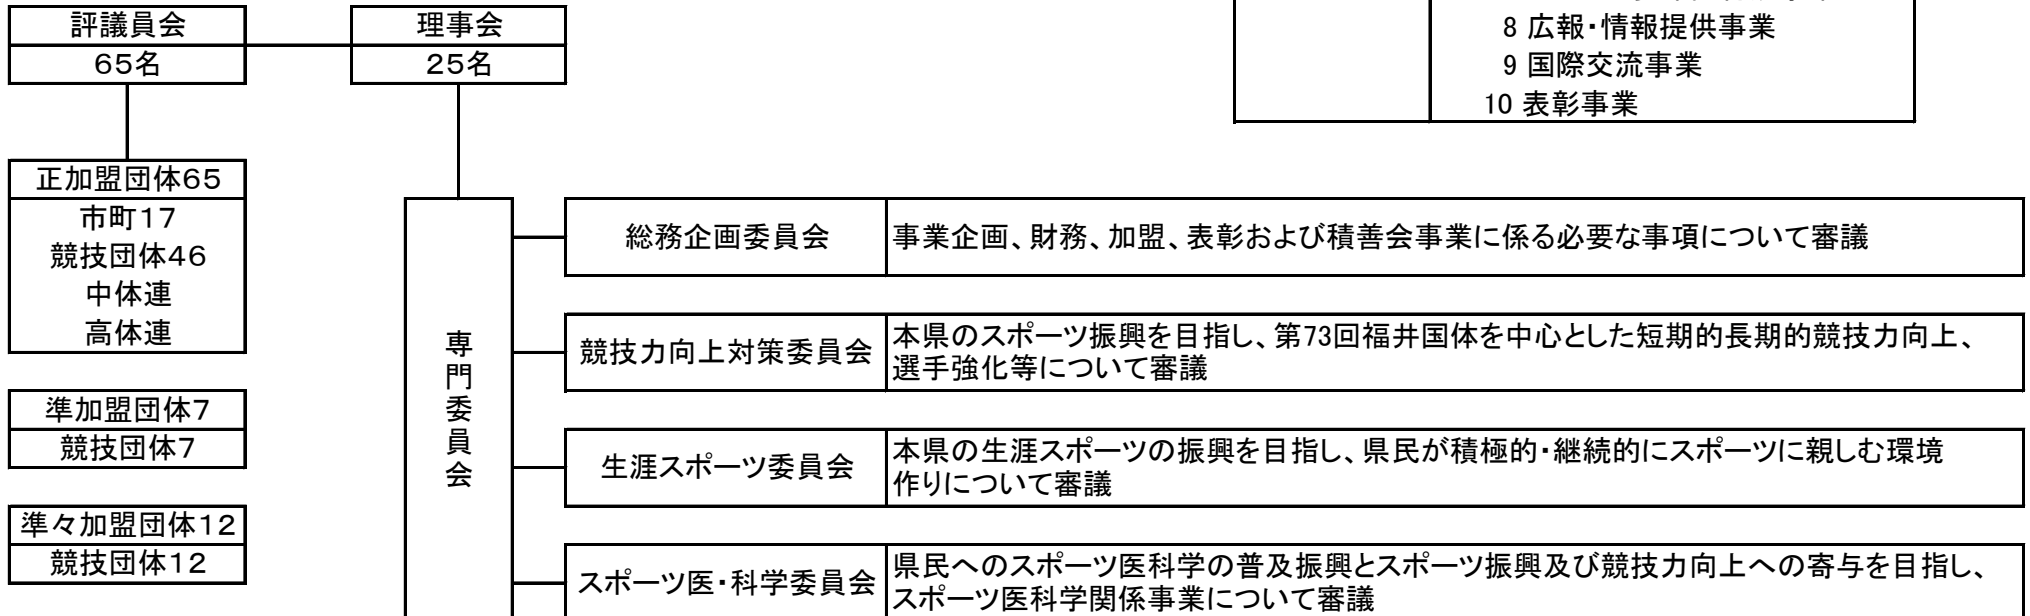 評議員会
65名
理事会
25名
8 広報・情報提供事業
9 国際交流事業
10 表彰事業
正加盟団体65
市町17
競技団体46
中体連
高体連
準加盟団体7
競技団体7
準々加盟団体12
競技団体12
専門委員会
総務企画委員会
事業企画、財務、加盟、表彰および積善会事業に係る必要な事項について審議
競技力向上対策委員会
本県のスポーツ振興を目指し、第73回福井国体を中心とした短期的長期的競技力向上、
選手強化等について審議
生涯スポーツ委員会
本県の生涯スポーツの振興を目指し、県民が積極的・継続的にスポーツに親しむ環境
作りについて審議
スポーツ医・科学委員会
県民へのスポーツ医科学の普及振興とスポーツ振興及び競技力向上への寄与を目指し、
スポーツ医科学関係事業について審議